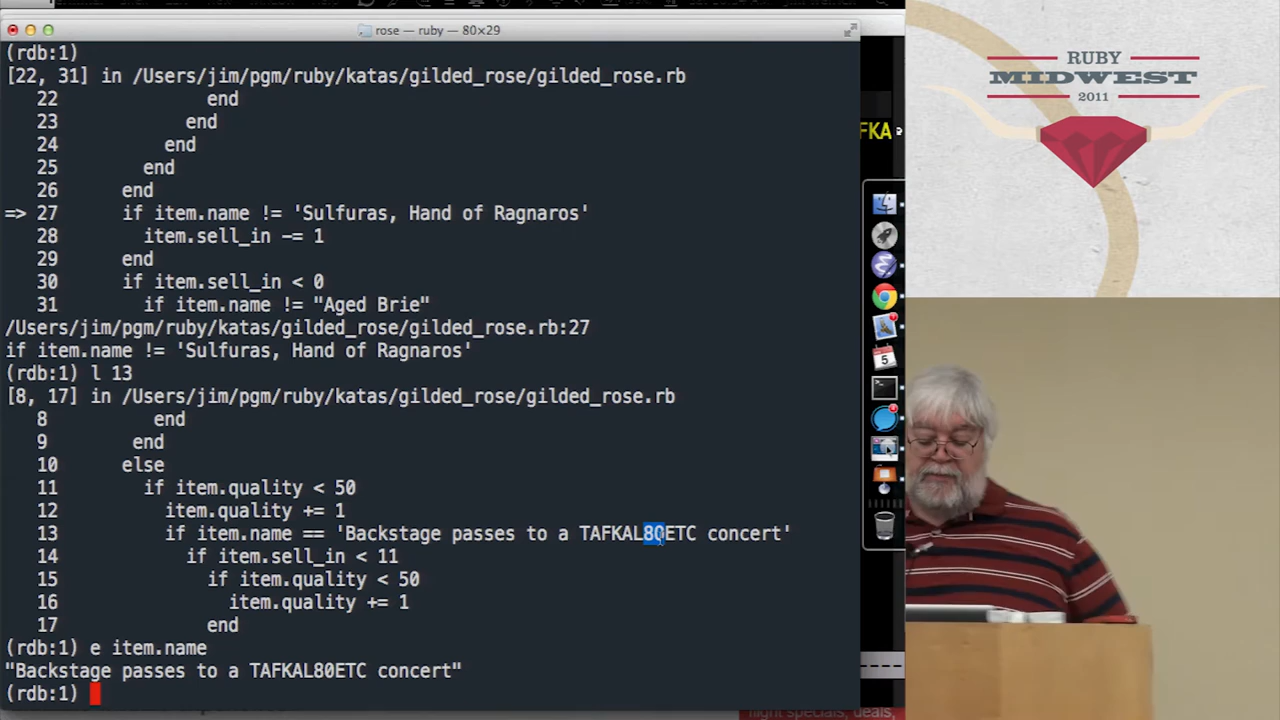 rose — ruby — 80×29
(rdb:1)
[22, 31] in /Users/jim/pgm/ruby/katas/gilded_rose/gilded_rose.rb
22 end
23 end
24 end
25 end
26 end
=> 27 if item.name != 'Sulfuras, Hand of Ragnaros'
28 item.sell_in -= 1
29 end
30 if item.sell_in < 0
31 if item.name != "Aged Brie"
/Users/jim/pgm/ruby/katas/gilded_rose/gilded_rose.rb:27
if item.name != 'Sulfuras, Hand of Ragnaros'
(rdb:1) l 13
[8, 17] in /Users/jim/pgm/ruby/katas/gilded_rose/gilded_rose.rb
8 end
9 end
10 else
11 if item.quality < 50
12 item.quality += 1
13 if item.name == 'Backstage passes to a TAFKAL80ETC concert'
14 if item.sell_in < 11
15 if item.quality < 50
16 item.quality += 1
17 end
(rdb:1) e item.name
"Backstage passes to a TAFKAL80ETC concert"
(rdb:1)
FKA
5
flight specials, deals,
RUBY
MIDWEST
2011